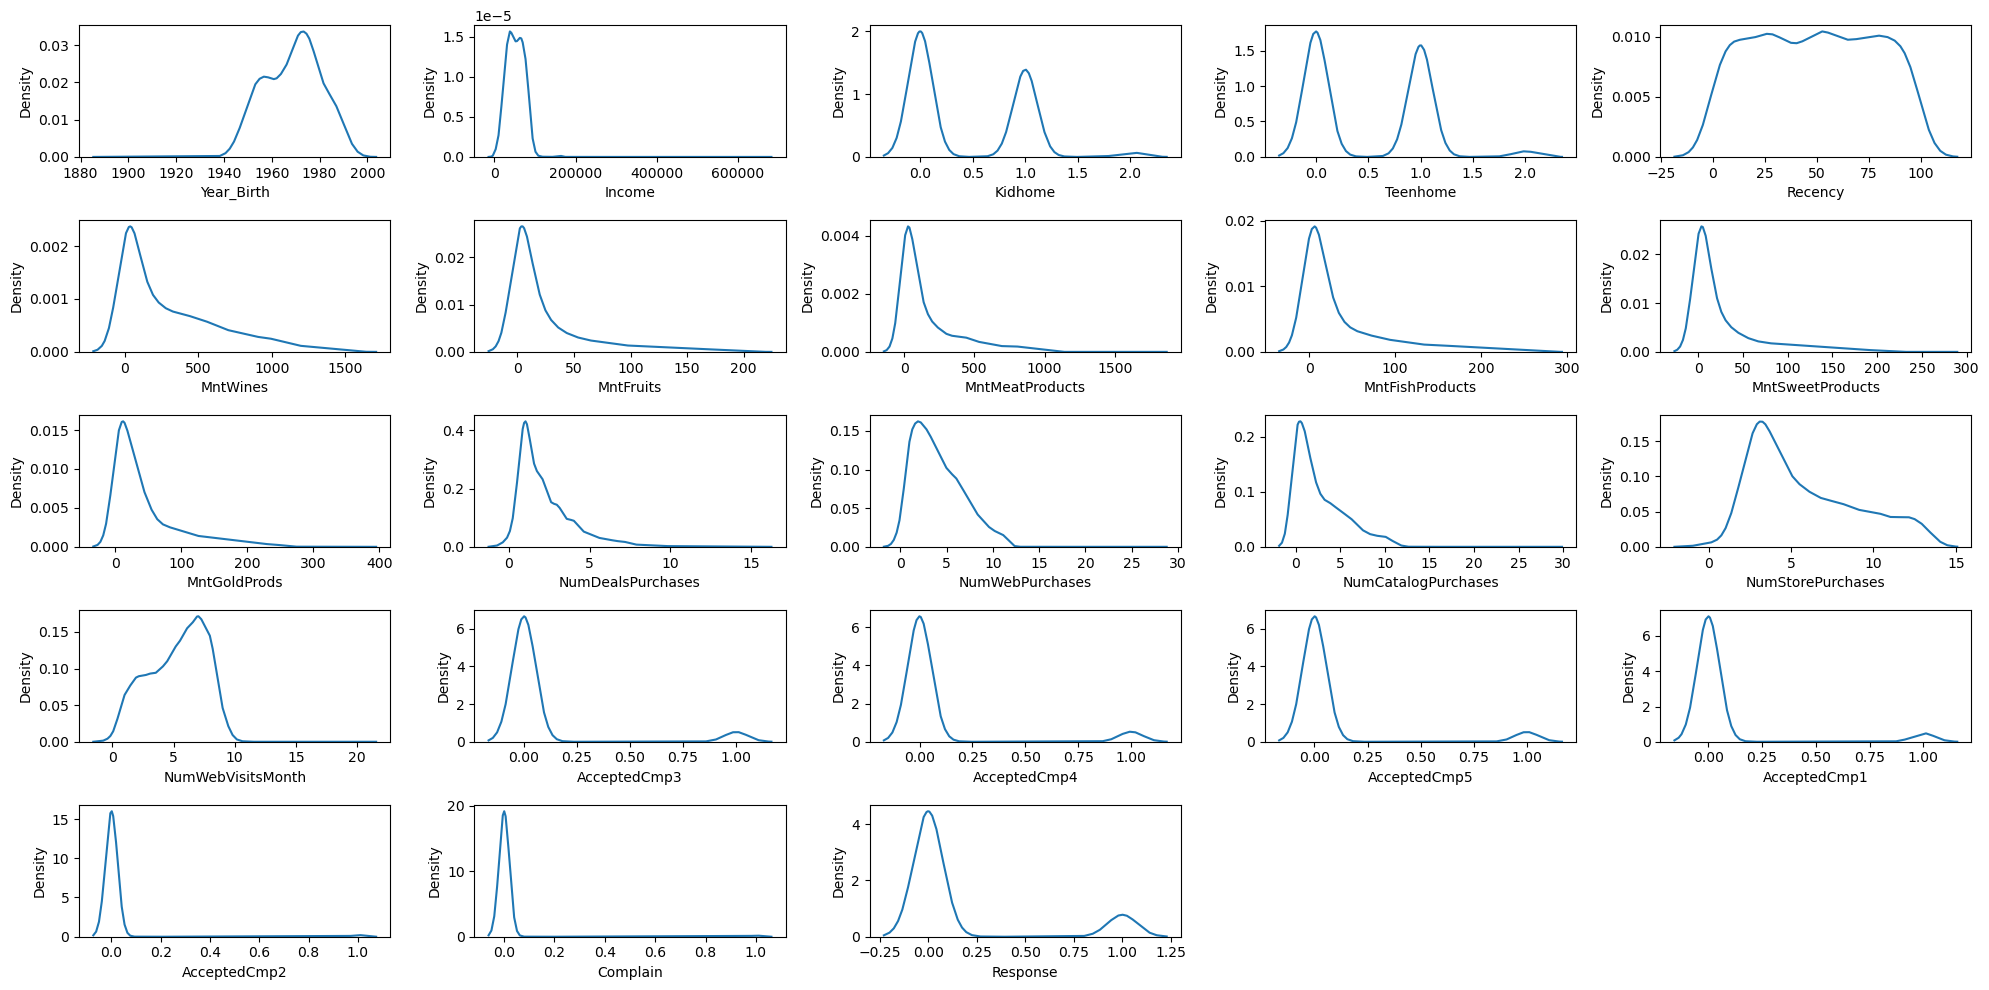 1e−5
0.03
0.02
0.01
0.00
Density
1880 1900 1920 1940 1960 1980 2000
Year_Birth
1.5
1.0
0.5
0.0
Density
0 200000 400000 600000
Income
2
1
0
Density
0.0 0.5 1.0 1.5 2.0
Kidhome
1.5
1.0
0.5
0.0
Density
0.0 0.5 1.0 1.5 2.0
Teenhome
0.010
0.005
0.000
Density
−25 0 25 50 75 100
Recency
0.002
0.001
0.000
Density
0 500 1000 1500
MntWines
0.02
0.01
0.00
Density
0 50 100 150 200
MntFruits
0.004
0.002
0.000
Density
0 500 1000 1500
MntMeatProducts
0.02
0.01
0.00
Density
0 100 200 300
MntFishProducts
0.02
0.01
0.00
Density
0 50 100 150 200 250 300
MntSweetProducts
0.015
0.010
0.005
0.000
Density
0 100 200 300 400
MntGoldProds
0.4
0.2
0.0
Density
0 5 10 15
NumDealsPurchases
0.15
0.10
0.05
0.00
Density
0 5 10 15 20 25 30
NumWebPurchases
0.2
0.1
0.0
Density
0 5 10 15 20 25 30
NumCatalogPurchases
0.15
0.10
0.05
0.00
Density
0 5 10 15
NumStorePurchases
0.15
0.10
0.05
0.00
Density
0 5 10 15 20
NumWebVisitsMonth
6
4
2
0
Density
0.00 0.25 0.50 0.75 1.00
AcceptedCmp3
6
4
2
0
Density
0.00 0.25 0.50 0.75 1.00
AcceptedCmp4
6
4
2
0
Density
0.00 0.25 0.50 0.75 1.00
AcceptedCmp5
6
4
2
0
Density
0.00 0.25 0.50 0.75 1.00
AcceptedCmp1
15
10
5
0
Density
0.0 0.2 0.4 0.6 0.8 1.0
AcceptedCmp2
20
10
0
Density
0.0 0.2 0.4 0.6 0.8 1.0
Complain
4
2
0
Density
−0.25 0.00 0.25 0.50 0.75 1.00 1.25
Response